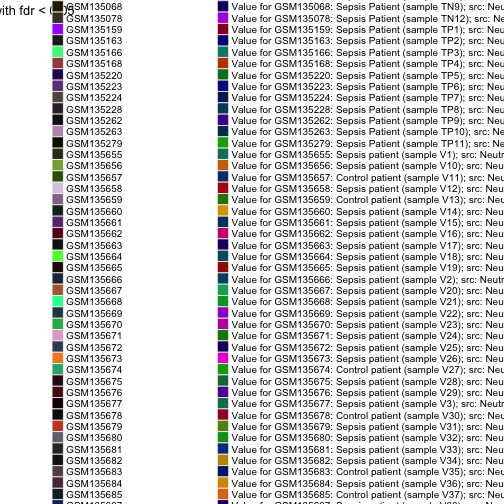 with fdr < 0.05
GSM135068 Value for GSM135068: Sepsis Patient (sample TN9); src: Neu
GSM135078 Value for GSM135078: Sepsis Patient (sample TN12); src: Ne
GSM135159 Value for GSM135159: Sepsis Patient (sample TP1); src: Neu
GSM135163 Value for GSM135163: Sepsis Patient (sample TP2); src: Neu
GSM135166 Value for GSM135166: Sepsis Patient (sample TP3); src: Neu
GSM135168 Value for GSM135168: Sepsis Patient (sample TP4); src: Neu
GSM135220 Value for GSM135220: Sepsis Patient (sample TP5); src: Neu
GSM135223 Value for GSM135223: Sepsis Patient (sample TP6); src: Neu
GSM135224 Value for GSM135224: Sepsis Patient (sample TP7); src: Neu
GSM135228 Value for GSM135228: Sepsis Patient (sample TP8); src: Neu
GSM135262 Value for GSM135262: Sepsis Patient (sample TP9); src: Neu
GSM135263 Value for GSM135263: Sepsis Patient (sample TP10); src: Ne
GSM135279 Value for GSM135279: Sepsis Patient (sample TP11); src: Ne
GSM135655 Value for GSM135655: Sepsis patient (sample V1); src: Neutr
GSM135656 Value for GSM135656: Sepsis patient (sample V10); src: Neu
GSM135657 Value for GSM135657: Control patient (sample V11); src: Neu
GSM135658 Value for GSM135658: Sepsis patient (sample V12); src: Neu
GSM135659 Value for GSM135659: Control patient (sample V13); src: Neu
GSM135660 Value for GSM135660: Sepsis patient (sample V14); src: Neu
GSM135661 Value for GSM135661: Sepsis patient (sample V15); src: Neu
GSM135662 Value for GSM135662: Sepsis patient (sample V16); src: Neu
GSM135663 Value for GSM135663: Sepsis patient (sample V17); src: Neu
GSM135664 Value for GSM135664: Sepsis patient (sample V18); src: Neu
GSM135665 Value for GSM135665: Sepsis patient (sample V19); src: Neu
GSM135666 Value for GSM135666: Sepsis patient (sample V2); src: Neutr
GSM135667 Value for GSM135667: Sepsis patient (sample V20); src: Neu
GSM135668 Value for GSM135668: Sepsis patient (sample V21); src: Neu
GSM135669 Value for GSM135669: Sepsis patient (sample V22); src: Neu
GSM135670 Value for GSM135670: Sepsis patient (sample V23); src: Neu
GSM135671 Value for GSM135671: Sepsis patient (sample V24); src: Neu
GSM135672 Value for GSM135672: Sepsis patient (sample V25); src: Neu
GSM135673 Value for GSM135673: Sepsis patient (sample V26); src: Neu
GSM135674 Value for GSM135674: Control patient (sample V27); src: Neu
GSM135675 Value for GSM135675: Sepsis patient (sample V28); src: Neu
GSM135676 Value for GSM135676: Sepsis patient (sample V29); src: Neu
GSM135677 Value for GSM135677: Sepsis patient (sample V3); src: Neutr
GSM135678 Value for GSM135678: Control patient (sample V30); src: Neu
GSM135679 Value for GSM135679: Sepsis patient (sample V31); src: Neu
GSM135680 Value for GSM135680: Sepsis patient (sample V32); src: Neu
GSM135681 Value for GSM135681: Sepsis patient (sample V33); src: Neu
GSM135682 Value for GSM135682: Sepsis patient (sample V34); src: Neu
GSM135683 Value for GSM135683: Control patient (sample V35); src: Neu
GSM135684 Value for GSM135684: Sepsis patient (sample V36); src: Neu
GSM135685 Value for GSM135685: Control patient (sample V37); src: Neu